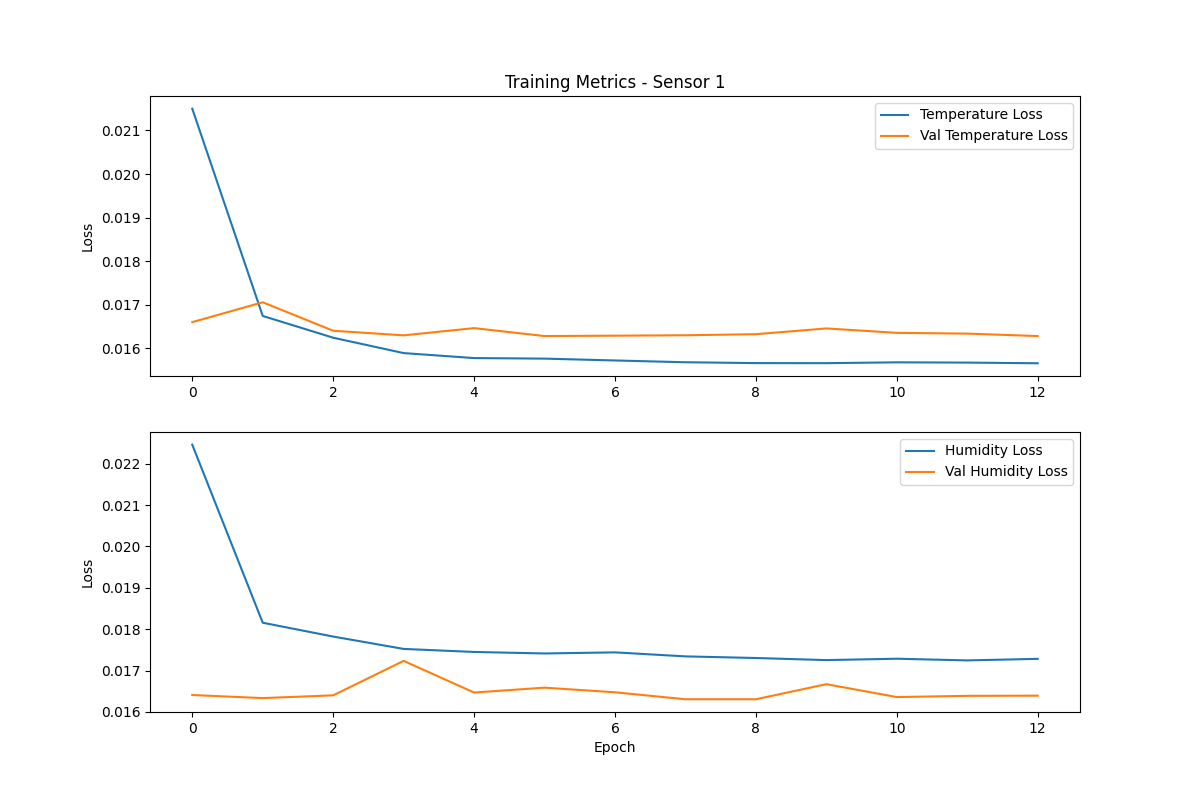 Training Metrics - Sensor 1
Temperature Loss
Val Temperature Loss
Loss
0.021
0.020
0.019
0.018
0.017
0.016
0 2 4 6 8 10 12
Humidity Loss
Val Humidity Loss
Loss
0.022
0.021
0.020
0.019
0.018
0.017
0.016
0 2 4 6 8 10 12
Epoch